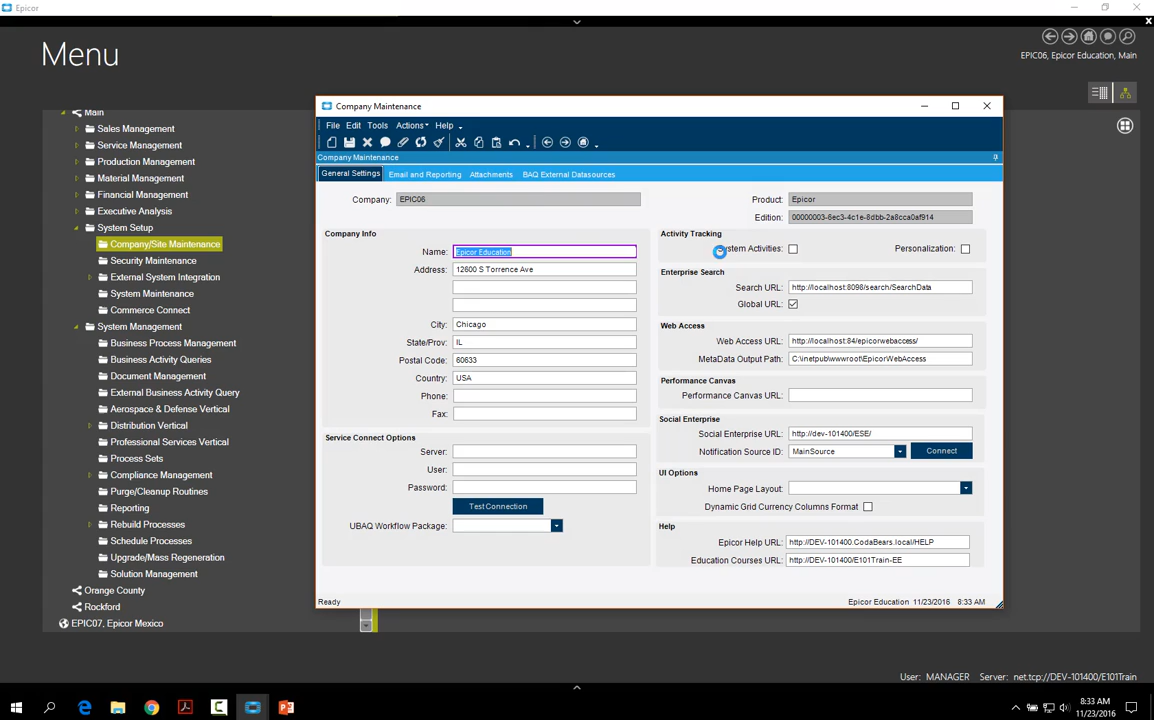 Epicor
Menu
EPIC06, Epicor Education, Main
Main
Sales Management
Service Management
Production Management
Material Management
Financial Management
Executive Analysis
System Setup
Company/Site Maintenance
Security Maintenance
External System Integration
System Maintenance
Commerce Connect
System Management
Business Process Management
Business Activity Queries
Document Management
External Business Activity Query
Aerospace & Defense Vertical
Distribution Vertical
Professional Services Vertical
Process Sets
Compliance Management
Purge/Cleanup Routines
Reporting
Rebuild Processes
Schedule Processes
Upgrade/Mass Regeneration
Solution Management
Orange County
Rockford
EPIC07, Epicor Mexico
Company Maintenance
File Edit Tools Actions Help
Company Maintenance
General Settings Email and Reporting Attachments BAQ External Datasources
Company: EPIC06
Product: Epicor
Edition: 00000003-6ec3-4c1e-8dbb-2a8cca0af914
Company Info
Name: Epicor Education
Address: 12600 S Torrence Ave
City: Chicago
State/Prov: IL
Postal Code: 60633
Country: USA
Phone:
Fax:
Service Connect Options
Server:
User:
Password:
Test Connection
UBAQ Workflow Package:
Activity Tracking
System Activities: Personalization:
Enterprise Search
Search URL: http://localhost:8098/search/SearchData
Global URL:
Web Access
Web Access URL: http://localhost:84/epicorwebaccess/
MetaData Output Path: C:\inetpub\wwwroot\EpicorWebAccess
Performance Canvas
Performance Canvas URL:
Social Enterprise
Social Enterprise URL: http://dev-101400/ESE/
Notification Source ID: MainSource Connect
UI Options
Home Page Layout:
Dynamic Grid Currency Columns Format
Help
Epicor Help URL: http://DEV-101400.CodaBears.local/HELP
Education Courses URL: http://DEV-101400/E101Train-EE
Ready
Epicor Education 11/23/2016 8:33 AM
User: MANAGER Server: net.tcp://DEV-101400/E101Train
8:33 AM
11/23/2016